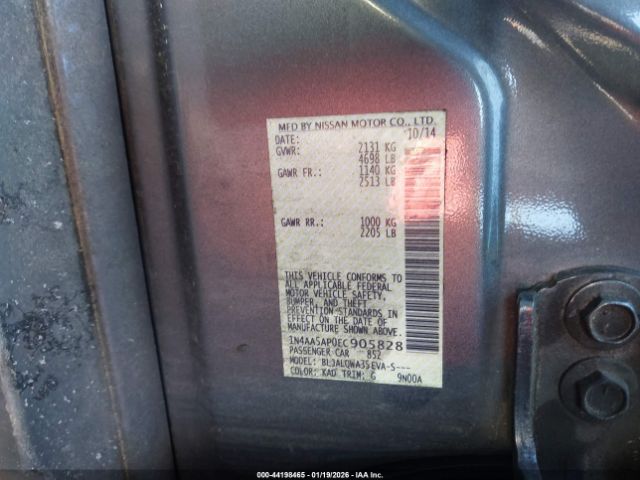 MFD BY NISSAN MOTOR CO., LTD.
DATE: 10/14
GVWR: 2131 KG
4698 LB
GAWR FR.: 1140 KG
2513 LB
GAWR RR.: 1000 KG
2205 LB
THIS VEHICLE CONFORMS TO
ALL APPLICABLE FEDERAL
MOTOR VEHICLE SAFETY,
BUMPER, AND THEFT
PREVENTION STANDARDS IN
EFFECT ON THE DATE OF
MANUFACTURE SHOWN ABOVE.
1N4AA5AP0EC905828
PASSENGER CAR 852
MODEL: BLJALQWA35EVA-S---
COLOR: KAD TRIM: G 9N00A
000-44198465 - 01/19/2026 - IAA Inc.